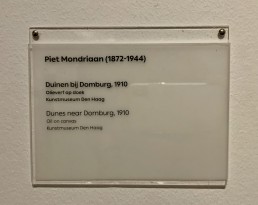 Piet Mondriaan (1872-1944)
Duinen bij Domburg, 1910
Olieverf op doek
Kunstmuseum Den Haag
Dunes near Domburg, 1910
Oil on canvas
Kunstmuseum Den Haag